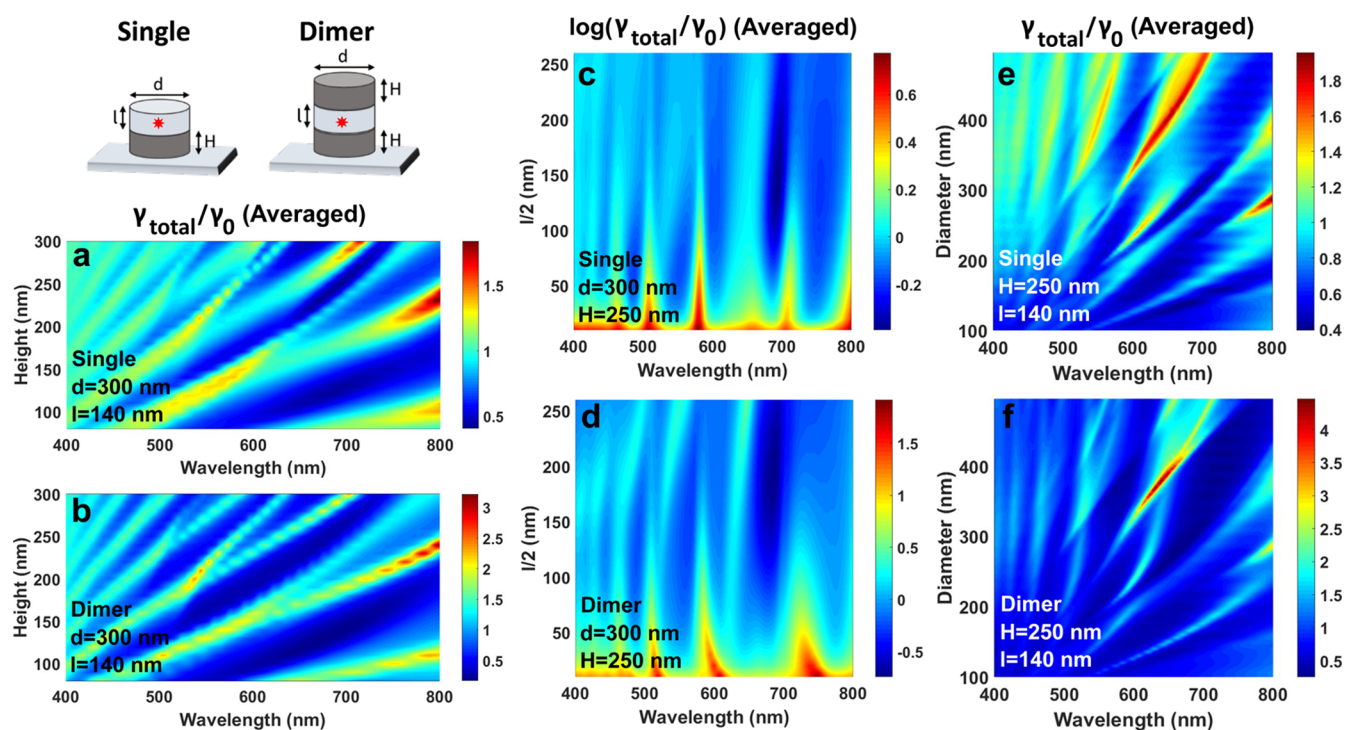 Single
d
l
H
Dimer
d
H
l
H
γtotal/γ0 (Averaged)
a
Height (nm)
300
250
200
150
100
Single
d=300 nm
l=140 nm
400 500 600 700 800
Wavelength (nm)
1.5
1
0.5
b
Height (nm)
300
250
200
150
100
Dimer
d=300 nm
l=140 nm
400 500 600 700 800
Wavelength (nm)
3
2.5
2
1.5
1
0.5
log(γtotal/γ0) (Averaged)
c
l/2 (nm)
250
200
150
100
50
Single
d=300 nm
H=250 nm
400 500 600 700 800
Wavelength (nm)
0.6
0.4
0.2
0
-0.2
d
l/2 (nm)
250
200
150
100
50
Dimer
d=300 nm
H=250 nm
400 500 600 700 800
Wavelength (nm)
1.5
1
0.5
0
-0.5
γtotal/γ0 (Averaged)
e
Diameter (nm)
400
300
200
100
Single
H=250 nm
l=140 nm
400 500 600 700 800
Wavelength (nm)
1.8
1.6
1.4
1.2
1
0.8
0.6
0.4
f
Diameter (nm)
400
300
200
100
Dimer
H=250 nm
l=140 nm
400 500 600 700 800
Wavelength (nm)
4
3.5
3
2.5
2
1.5
1
0.5